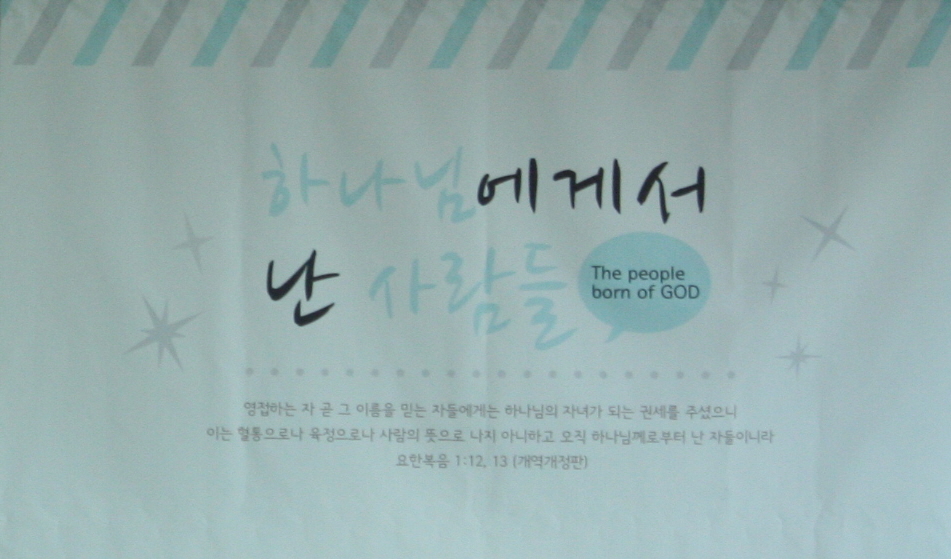 하나님에게서
난 사람들
The people
born of GOD
영접하는 자 곧 그 이름을 믿는 자들에게는 하나님의 자녀가 되는 권세를 주셨으니
이는 혈통으로나 육정으로나 사람의 뜻으로 나지 아니하고 오직 하나님께로부터 난 자들이니라
요한복음 1:12, 13 (개역개정판)